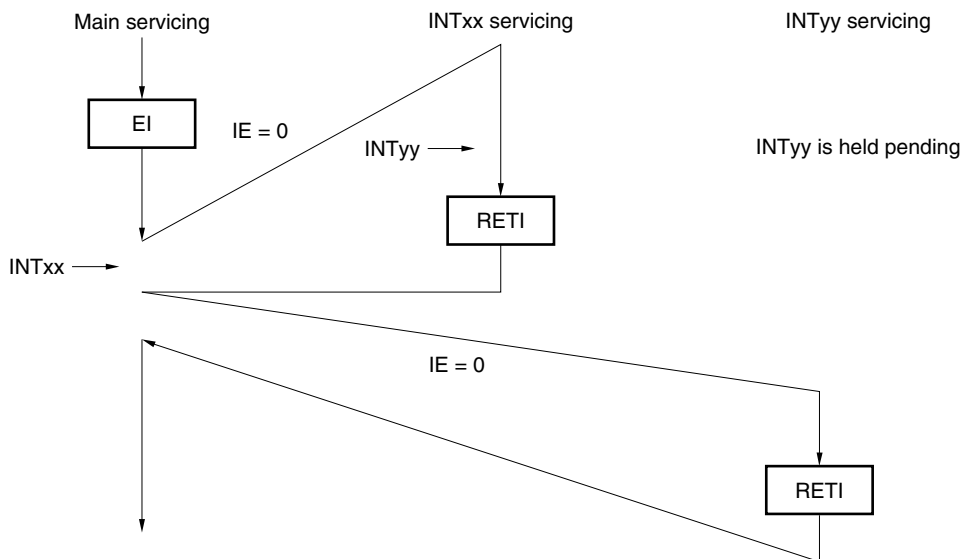 Main servicing
INTxx servicing
INTyy servicing
EI
IE = 0
INTyy
INTyy is held pending
RETI
INTxx
IE = 0
RETI